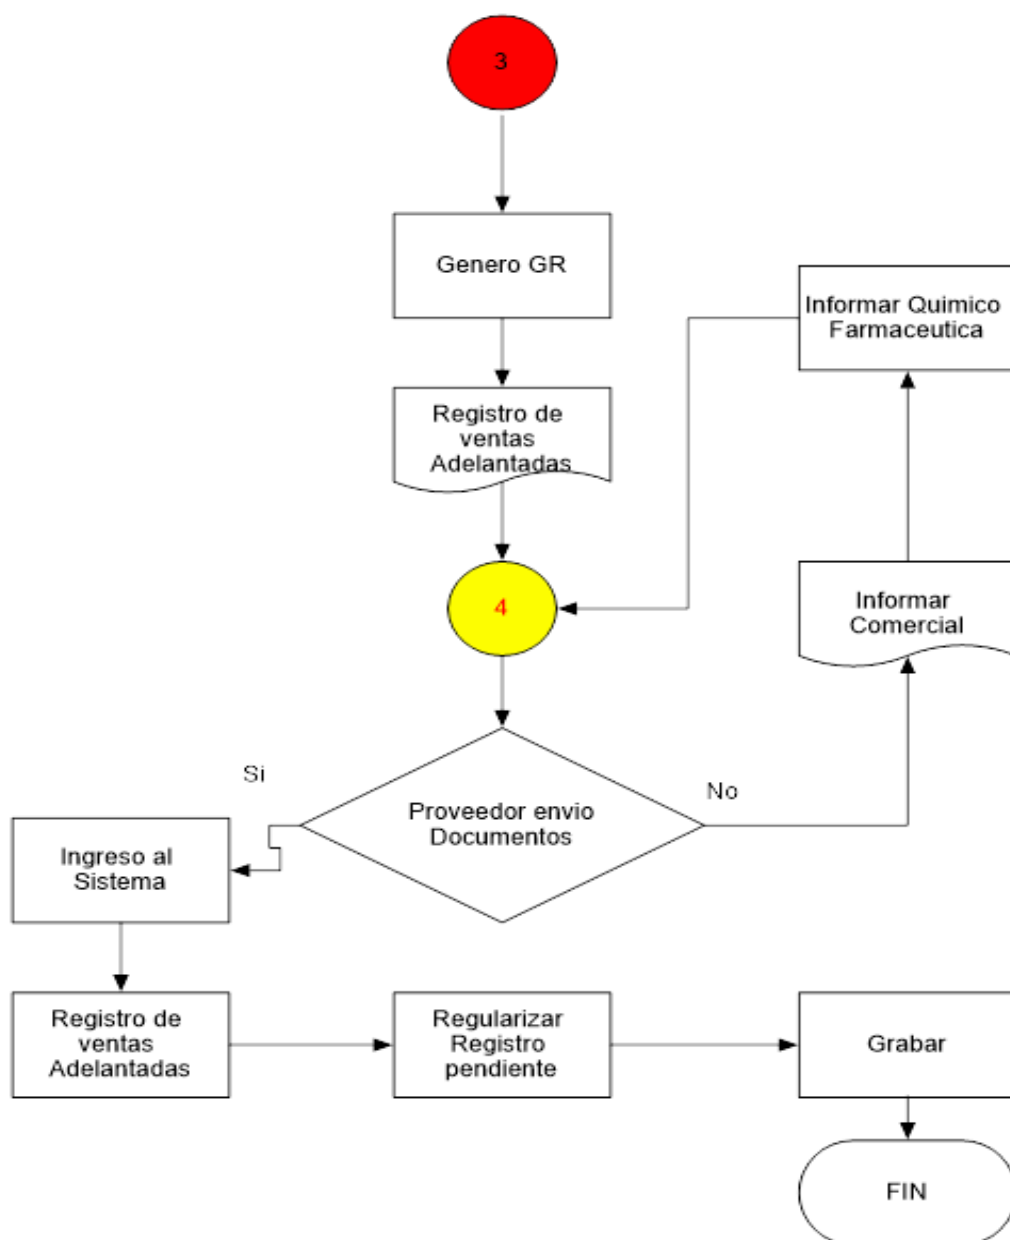 3
Genero GR
Informar Quimico
Farmaceutica
Registro de
ventas
Adelantadas
4
Informar
Comercial
Si
No
Proveedor envio
Documentos
Ingreso al
Sistema
Registro de
ventas
Adelantadas
Regularizar
Registro
pendiente
Grabar
FIN